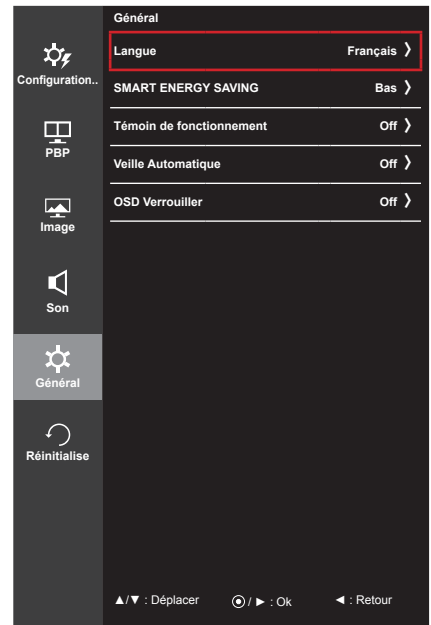 Général
Langue Français ❭
SMART ENERGY SAVING Bas ❭
Témoin de fonctionnement Off ❭
Veille Automatique Off ❭
OSD Verrouiller Off ❭
Configuration..
PBP
Image
Son
Général
Réinitialise
▲/▼ : Déplacer ⦿ / ► : Ok ◄ : Retour